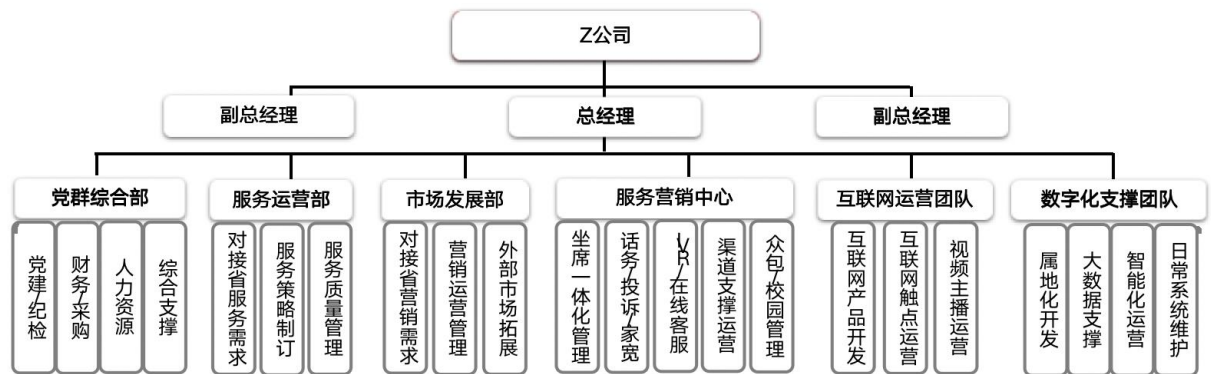 Z公司
副总经理
总经理
副总经理
党群综合部
服务运营部
市场发展部
服务营销中心
互联网运营团队
数字化支撑团队
党建/纪检
财务/采购
人力资源
综合支撑
对接省服务需求
服务策略制订
服务质量管理
对接省营销需求
营销运营管理
外部市场拓展
坐席一体化管理
话务/投诉/家宽
IVR/在线客服
渠道支撑运营
众包/校园管理
互联网产品开发
互联网触点运营
视频主播运营
属地化开发
大数据支撑
智能化运营
日常系统维护